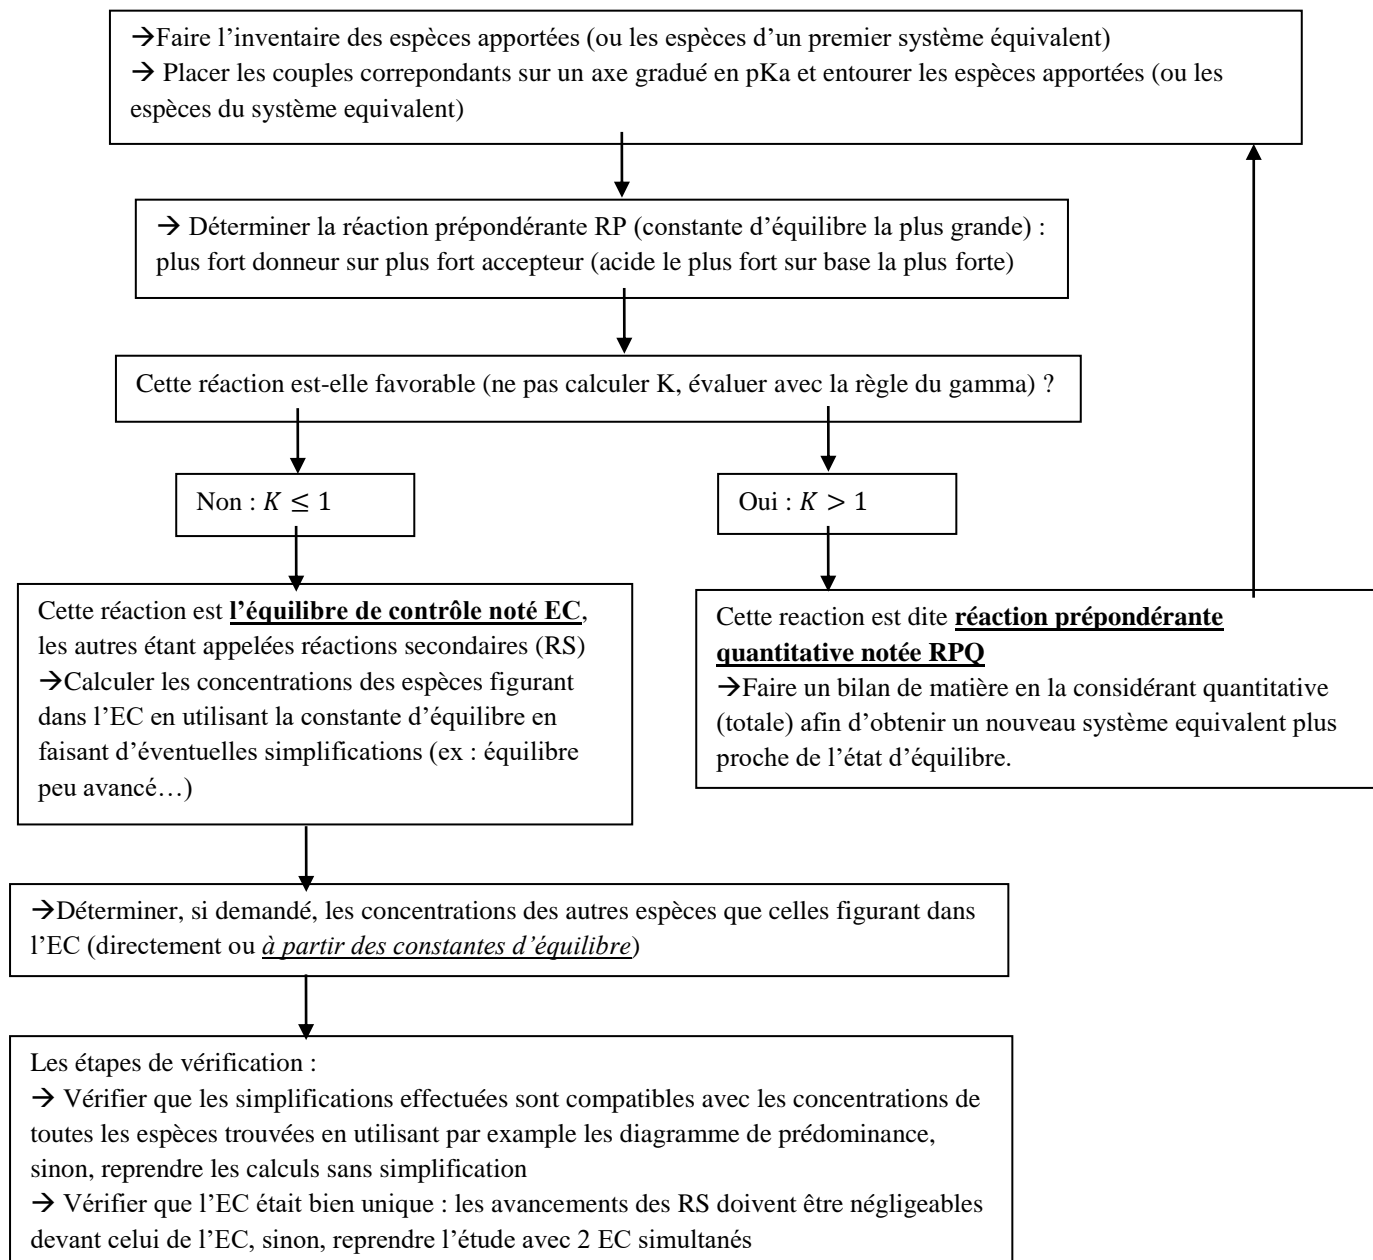 →Faire l’inventaire des espèces apportées (ou les espèces d’un premier système équivalent)
→ Placer les couples correpondants sur un axe gradué en pKa et entourer les espèces apportées (ou les
espèces du système equivalent)
→ Déterminer la réaction prépondérante RP (constante d’équilibre la plus grande) :
plus fort donneur sur plus fort accepteur (acide le plus fort sur base la plus forte)
Cette réaction est-elle favorable (ne pas calculer K, évaluer avec la règle du gamma) ?
Non : K ≤ 1
Oui : K > 1
Cette réaction est l’équilibre de contrôle noté EC,
les autres étant appelées réactions secondaires (RS)
→Calculer les concentrations des espèces figurant
dans l’EC en utilisant la constante d’équilibre en
faisant d’éventuelles simplifications (ex : équilibre
peu avancé…)
Cette reaction est dite réaction prépondérante
quantitative notée RPQ
→Faire un bilan de matière en la considérant quantitative
(totale) afin d’obtenir un nouveau système equivalent plus
proche de l’état d’équilibre.
→Déterminer, si demandé, les concentrations des autres espèces que celles figurant dans
l’EC (directement ou à partir des constantes d’équilibre)
Les étapes de vérification :
→ Vérifier que les simplifications effectuées sont compatibles avec les concentrations de
toutes les espèces trouvées en utilisant par example les diagramme de prédominance,
sinon, reprendre les calculs sans simplification
→ Vérifier que l’EC était bien unique : les avancements des RS doivent être négligeables
devant celui de l’EC, sinon, reprendre l’étude avec 2 EC simultanés